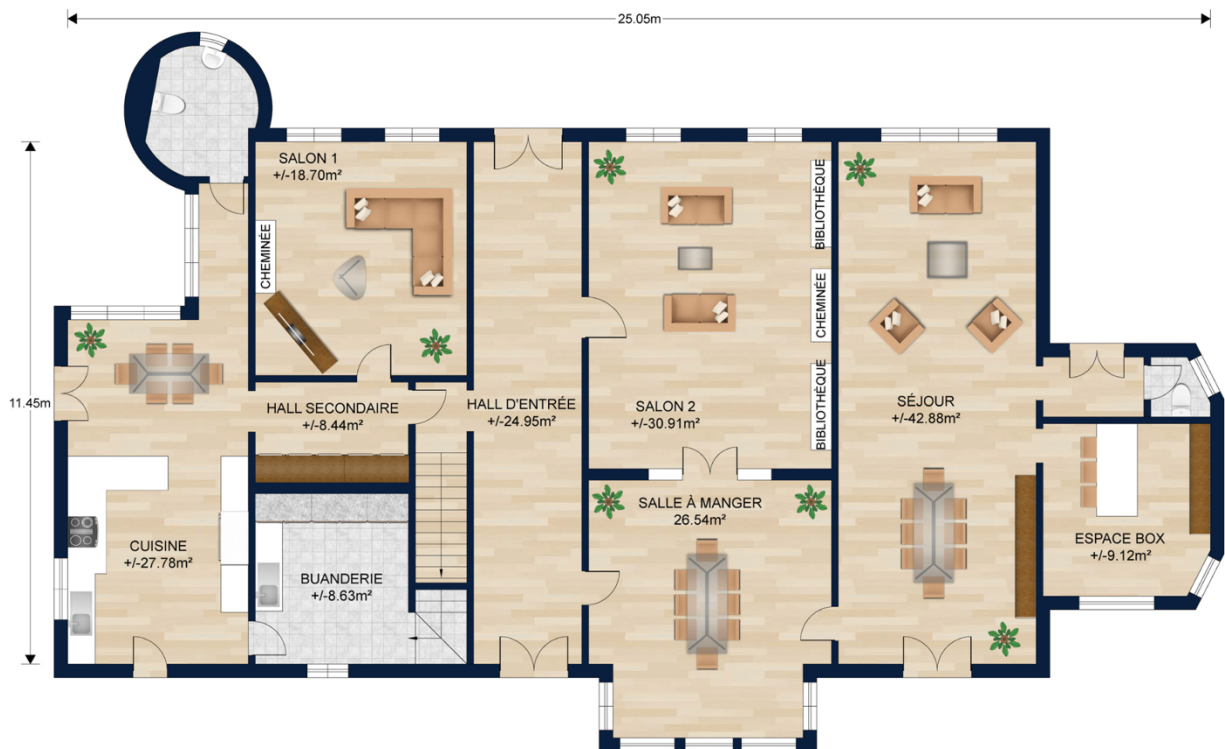 25.05m
11.45m
SALON 1
+/-18.70m²
CHEMINÉE
HALL SECONDAIRE
+/-8.44m²
HALL D'ENTRÉE
+/-24.95m²
BIBLIOTHÈQUE
CHEMINÉE
BIBLIOTHÈQUE
SALON 2
+/-30.91m²
SÉJOUR
+/-42.88m²
SALLE À MANGER
26.54m²
CUISINE
+/-27.78m²
BUANDERIE
+/-8.63m²
ESPACE BOX
+/-9.12m²